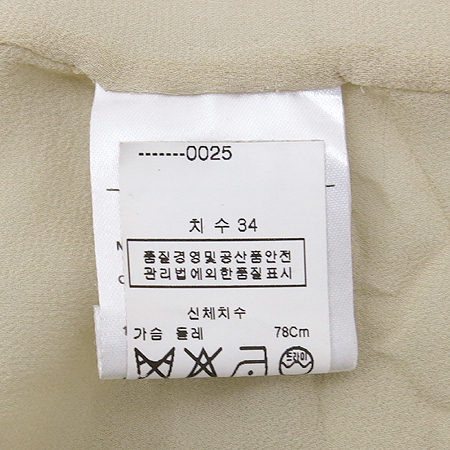 -------0025
치 수 34
품질경영및공산품안전
관리법에의한품질표시
신체치수
가슴 둘레 78Cm
드라이